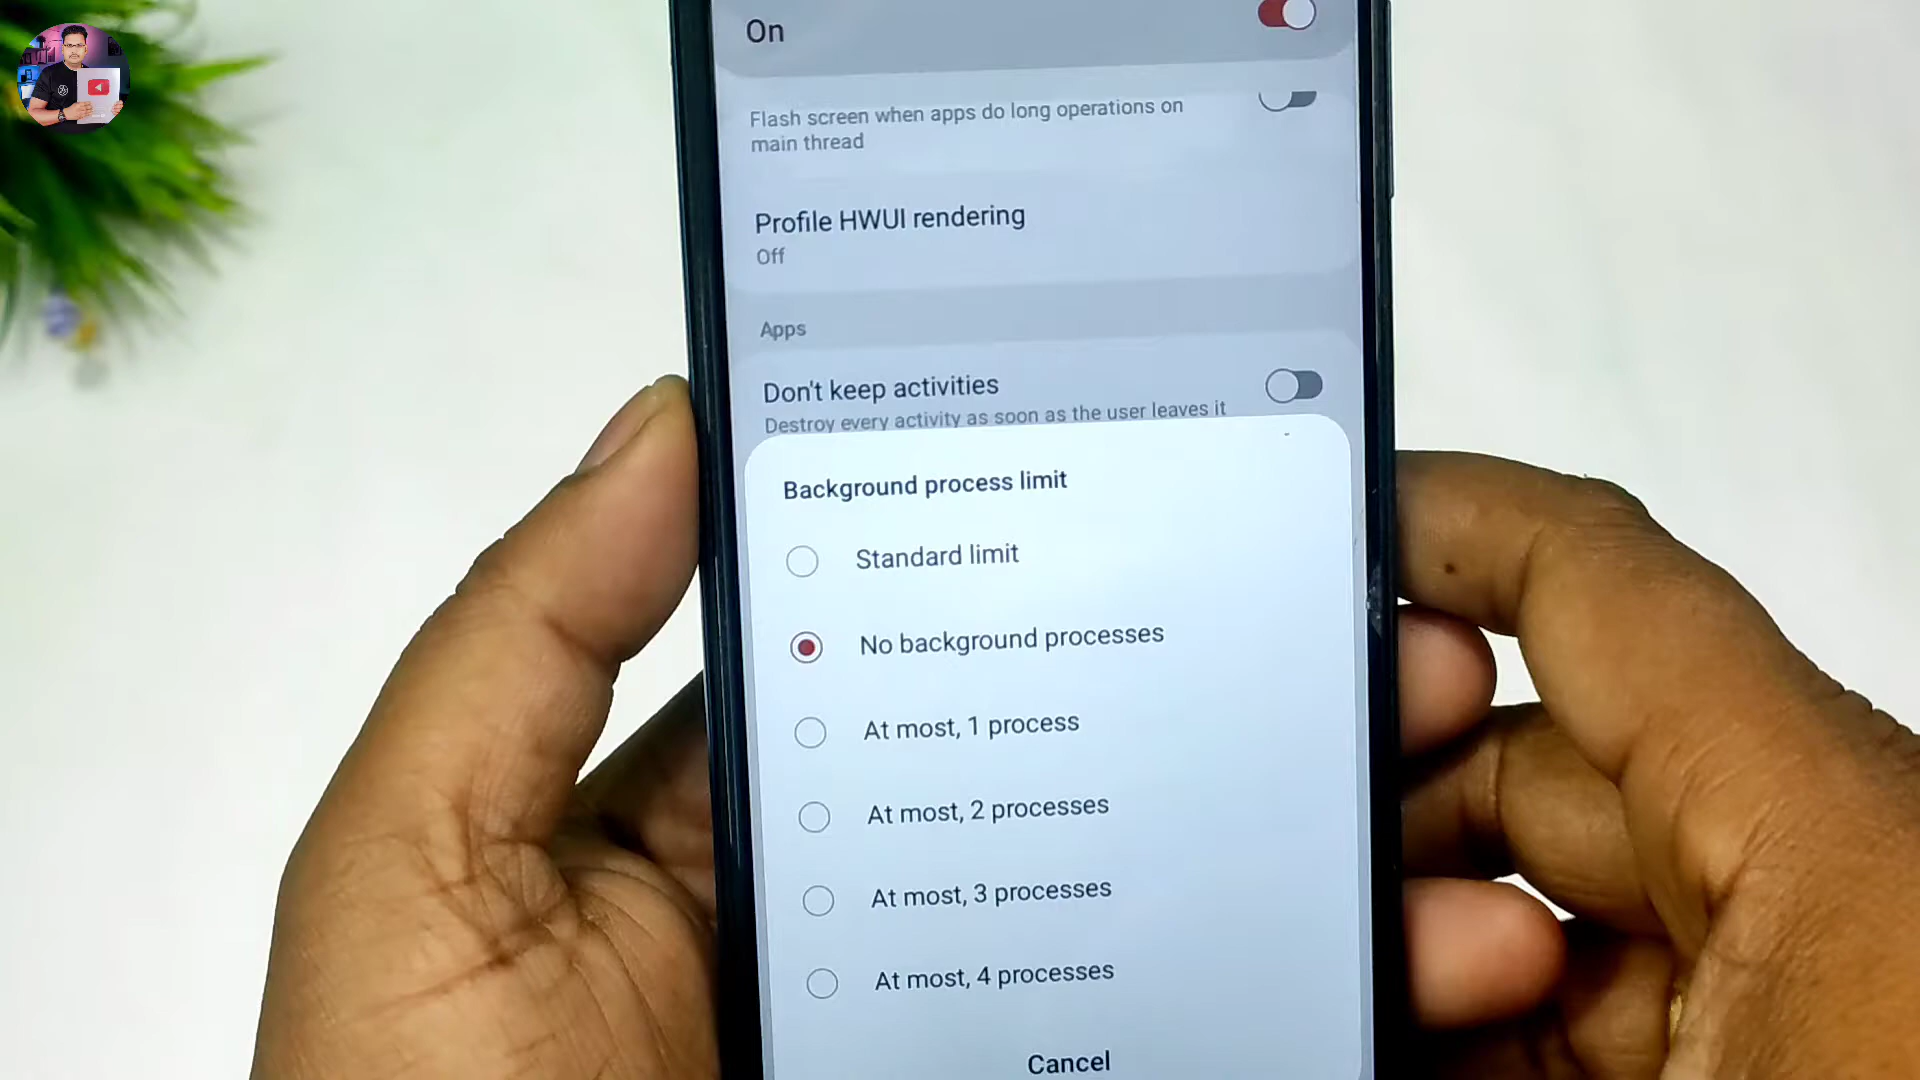 On
Flash screen when apps do long operations on
main thread
Profile HWUI rendering
Off
Apps
Don't keep activities
Destroy every activity as soon as the user leaves it
Background process limit
Standard limit
No background processes
At most, 1 process
At most, 2 processes
At most, 3 processes
At most, 4 processes
Cancel